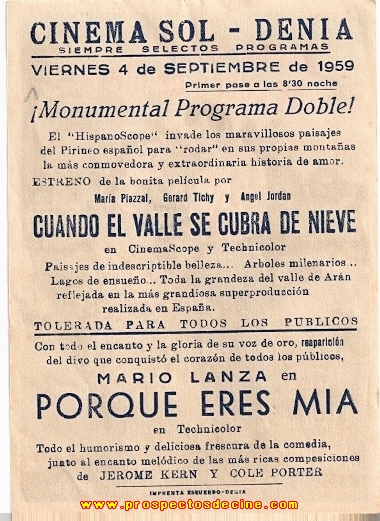 CINEMA SOL - DENIA
SIEMPRE SELECTOS PROGRAMAS
VIERNES 4 de SEPTIEMBRE de 1959
Primer pase a las 8'30 noche
¡Monumental Programa Doble!
El "HispanoScope" invade los maravillosos paisajes
del Pirineo español para "rodar" en sus propias montañas
la más conmovedora y extraordinaria historia de amor.
ESTRENO de la bonita película por
María Piazzal, Gerard Tichy y Angel Jordan
CUANDO EL VALLE SE CUBRA DE NIEVE
en CinemaScope y Technicolor
Paisajes de indescriptible belleza... Arboles milenarios...
Lagos de ensueño... Toda la grandeza del valle de Arán
reflejada en la más grandiosa superproducción
realizada en España.
TOLERADA PARA TODOS LOS PUBLICOS
Con todo el encanto y la gloria de su voz de oro, reaparición
del divo que conquistó el corazón de todos los públicos,
MARIO LANZA en
PORQUE ERES MIA
en Technicolor
Todo el humorismo y deliciosa frescura de la comedia,
junto al encanto melódico de las más ricas composiciones
de JEROME KERN Y COLE PORTER
IMPRENTA ESQUERDO-DENIA
www.prospectosdecine.com